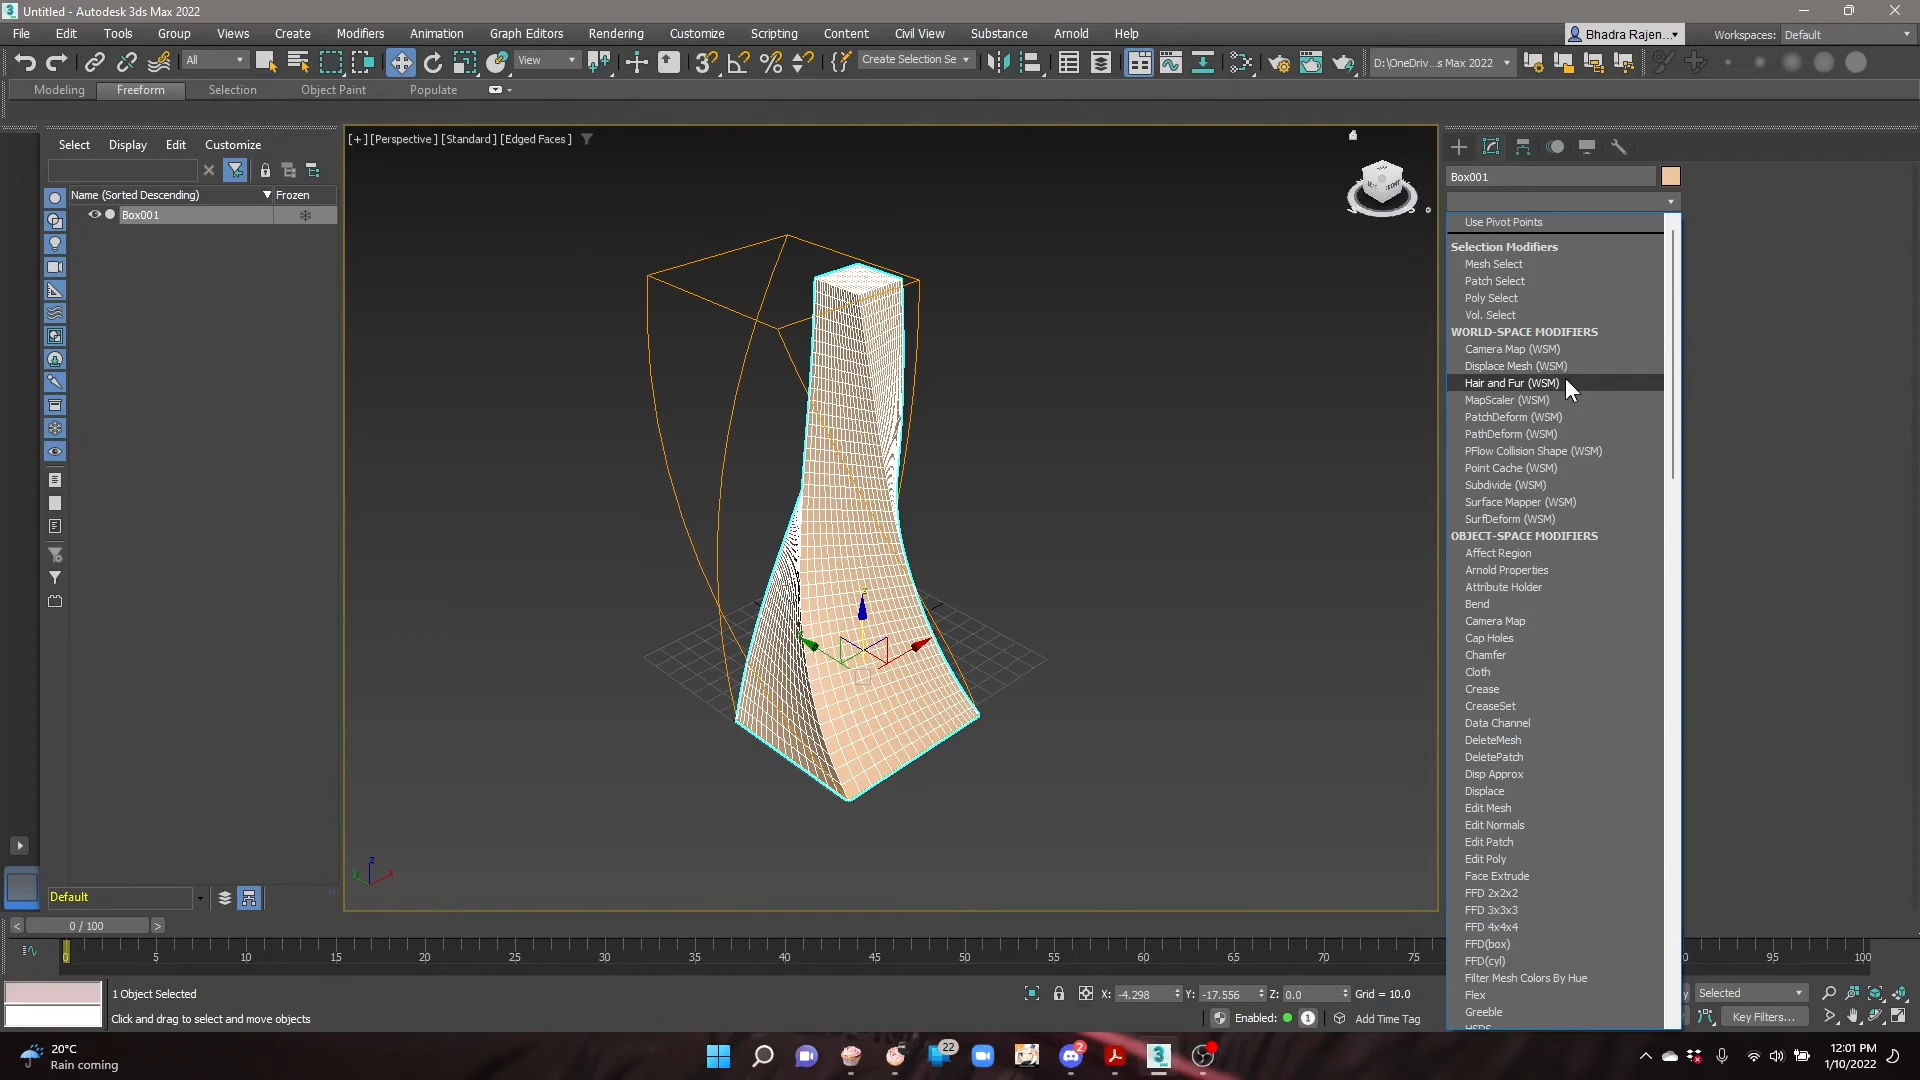 3 Untitled - Autodesk 3ds Max 2022
File Edit Tools Group Views Create Modifiers Animation Graph Editors Rendering Customize Scripting Content Civil View Substance Arnold Help
Bhadra Rajen... Workspaces: Default
All View Create Selection Se D:\OneDriv...s Max 2022
Modeling Freeform Selection Object Paint Populate
Select Display Edit Customize
[+] [Perspective ] [Standard ] [Edged Faces ]
Name (Sorted Descending) Frozen
Box001
Box001
Use Pivot Points
Selection Modifiers
Mesh Select
Patch Select
Poly Select
Vol. Select
WORLD-SPACE MODIFIERS
Camera Map (WSM)
Displace Mesh (WSM)
Hair and Fur (WSM)
MapScaler (WSM)
PatchDeform (WSM)
PathDeform (WSM)
PFlow Collision Shape (WSM)
Point Cache (WSM)
Subdivide (WSM)
Surface Mapper (WSM)
SurfDeform (WSM)
OBJECT-SPACE MODIFIERS
Affect Region
Arnold Properties
Attribute Holder
Bend
Camera Map
Cap Holes
Chamfer
Cloth
Crease
CreaseSet
Data Channel
DeleteMesh
DeletePatch
Disp Approx
Displace
Edit Mesh
Edit Normals
Edit Patch
Edit Poly
Face Extrude
FFD 2x2x2
FFD 3x3x3
FFD 4x4x4
FFD(box)
FFD(cyl)
Filter Mesh Colors By Hue
Flex
Greeble
HSDS
FRONT
z
z y x
Default
< 0 / 100 >
0 5 10 15 20 25 30 35 40 45 50 55 60 65 70 75 95 100
1 Object Selected
X: -4.298 Y: -17.556 Z: 0.0 Grid = 10.0
Selected
Click and drag to select and move objects
Enabled: 1 Add Time Tag
Key Filters...
20°C
Rain coming
22 2 3
12:01 PM
1/10/2022